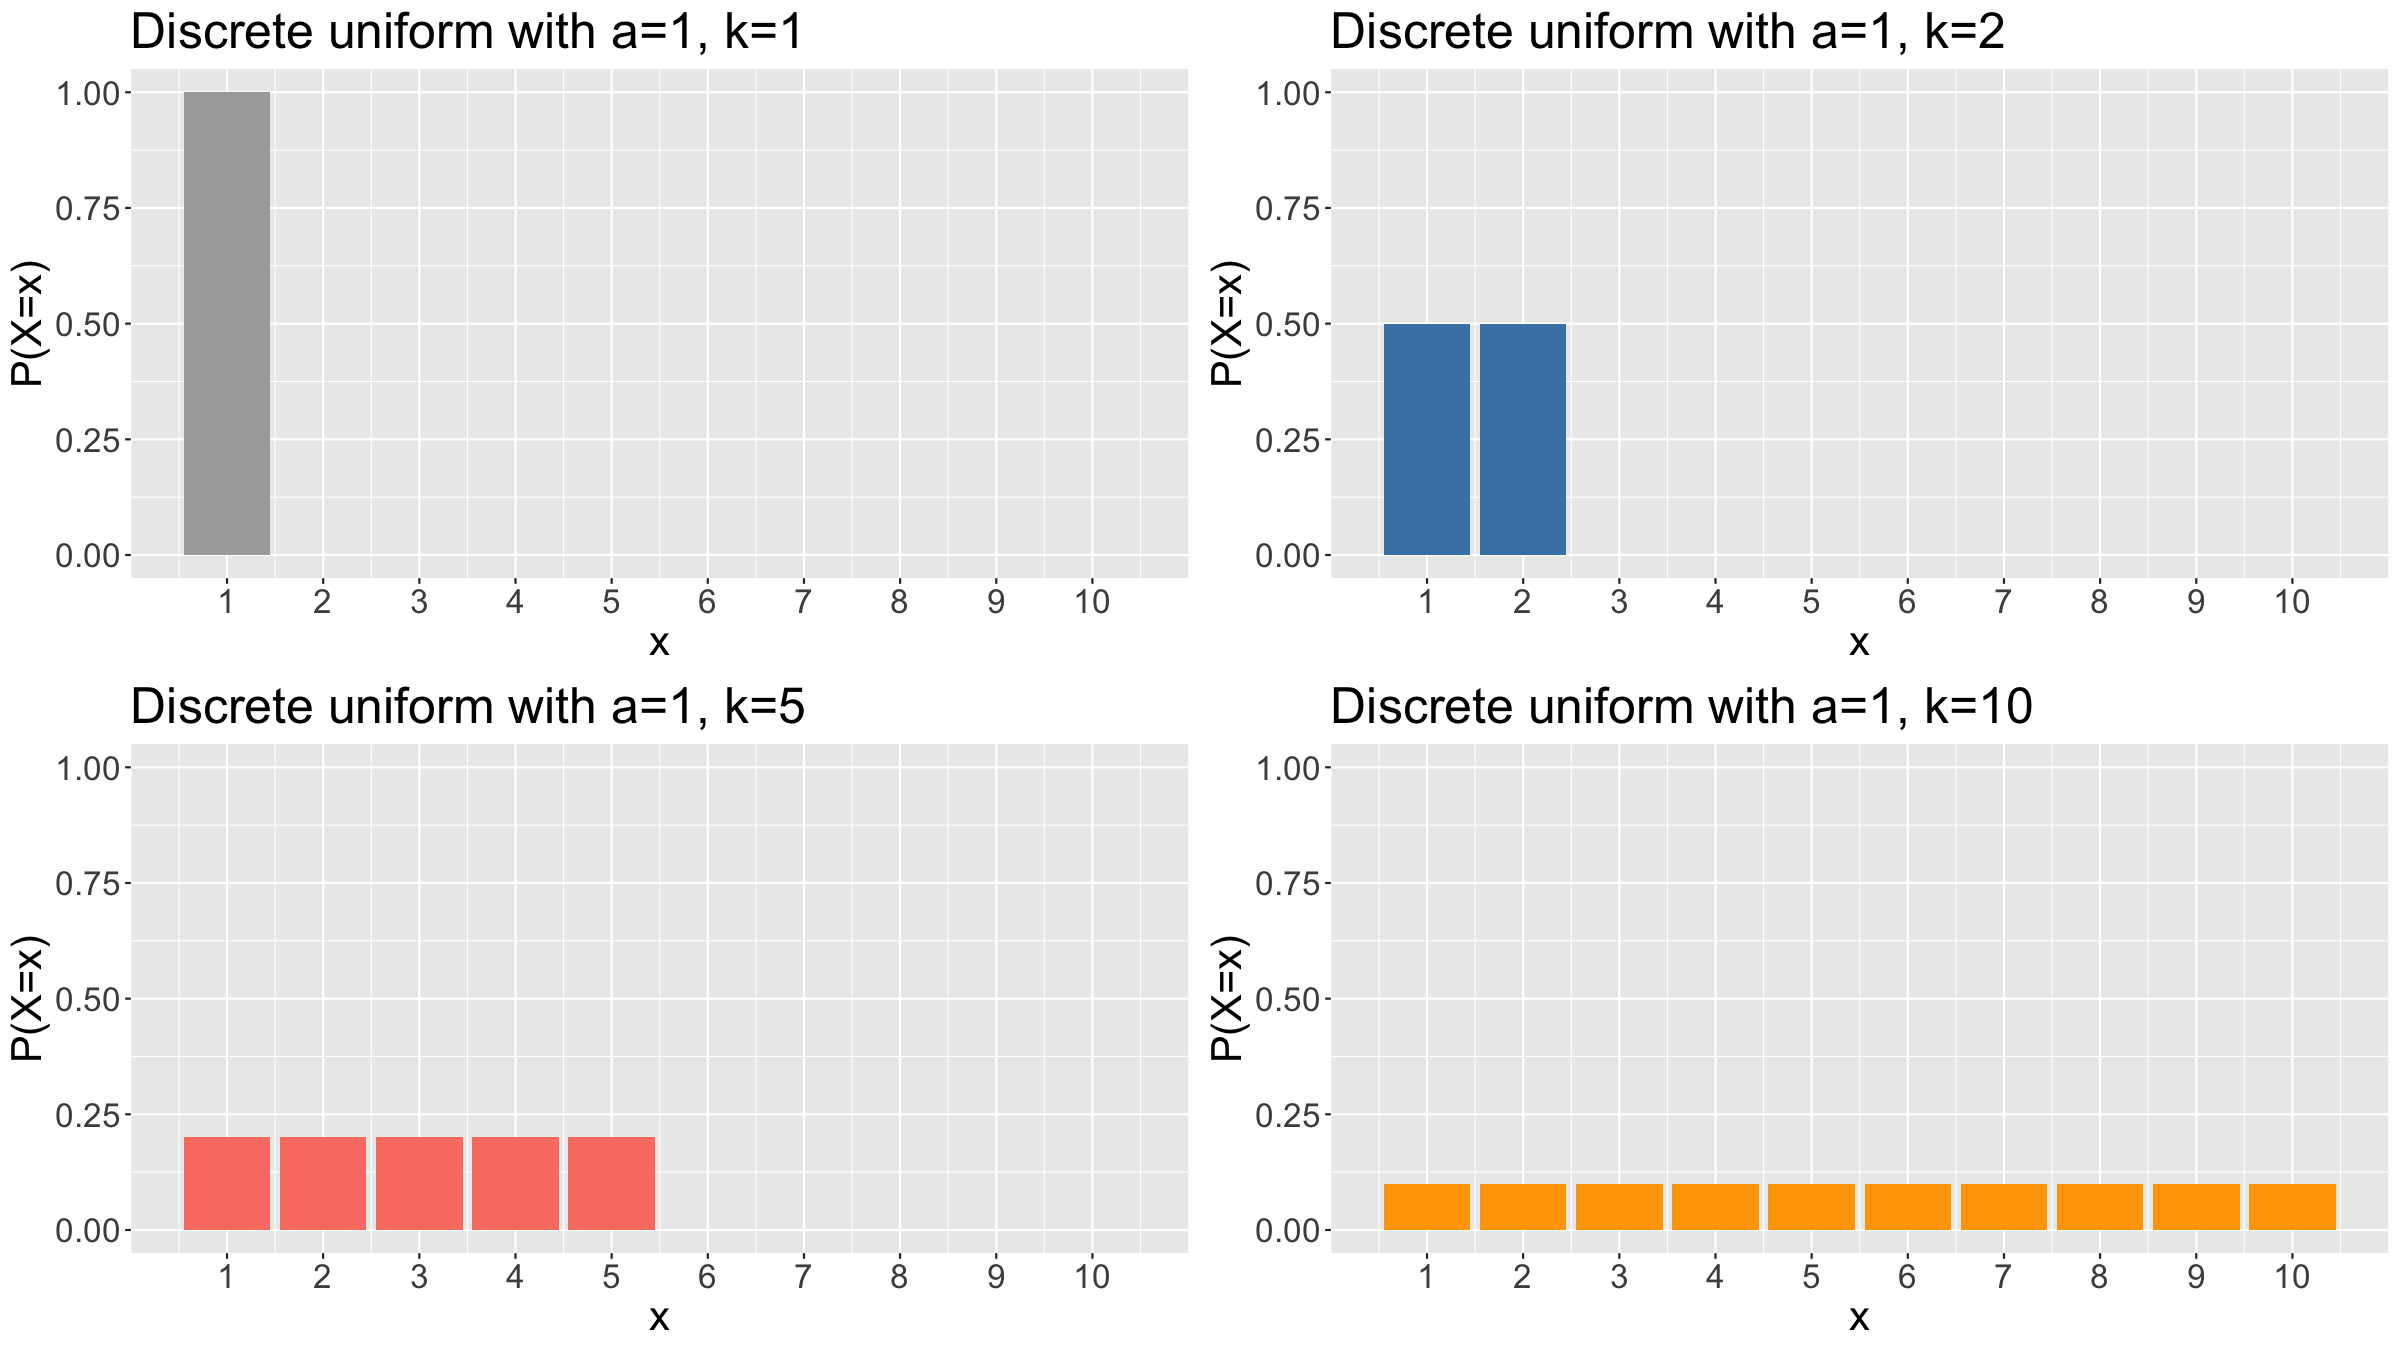 Discrete uniform with a=1, k=1
1.00
0.75
0.50
0.25
0.00
P(X=x)
1 2 3 4 5 6 7 8 9 10
x
Discrete uniform with a=1, k=2
1.00
0.75
0.50
0.25
0.00
P(X=x)
1 2 3 4 5 6 7 8 9 10
x
Discrete uniform with a=1, k=5
1.00
0.75
0.50
0.25
0.00
P(X=x)
1 2 3 4 5 6 7 8 9 10
x
Discrete uniform with a=1, k=10
1.00
0.75
0.50
0.25
0.00
P(X=x)
1 2 3 4 5 6 7 8 9 10
x